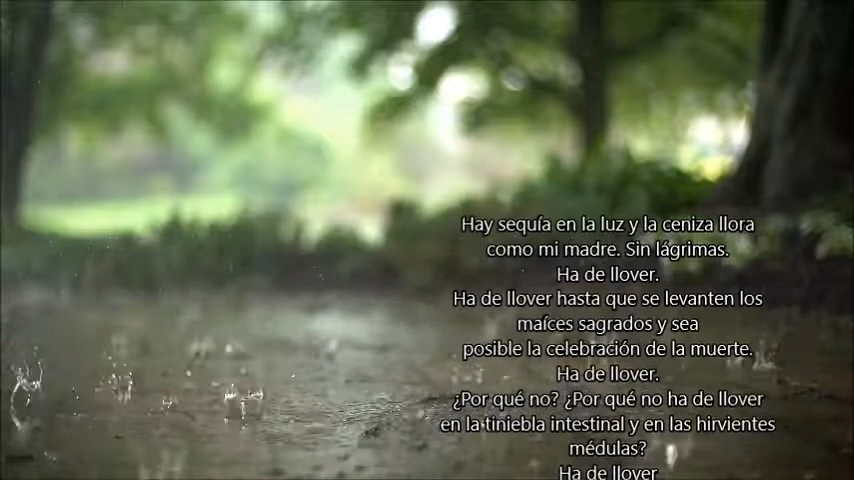 Hay sequía en la luz y la ceniza llora
como mi madre. Sin lágrimas.
Ha de llover.
Ha de llover hasta que se levanten los
maíces sagrados y sea
posible la celebración de la muerte.
Ha de llover.
¿Por qué no? ¿Por qué no ha de llover
en la tiniebla intestinal y en las hirvientes
médulas?
Ha de llover